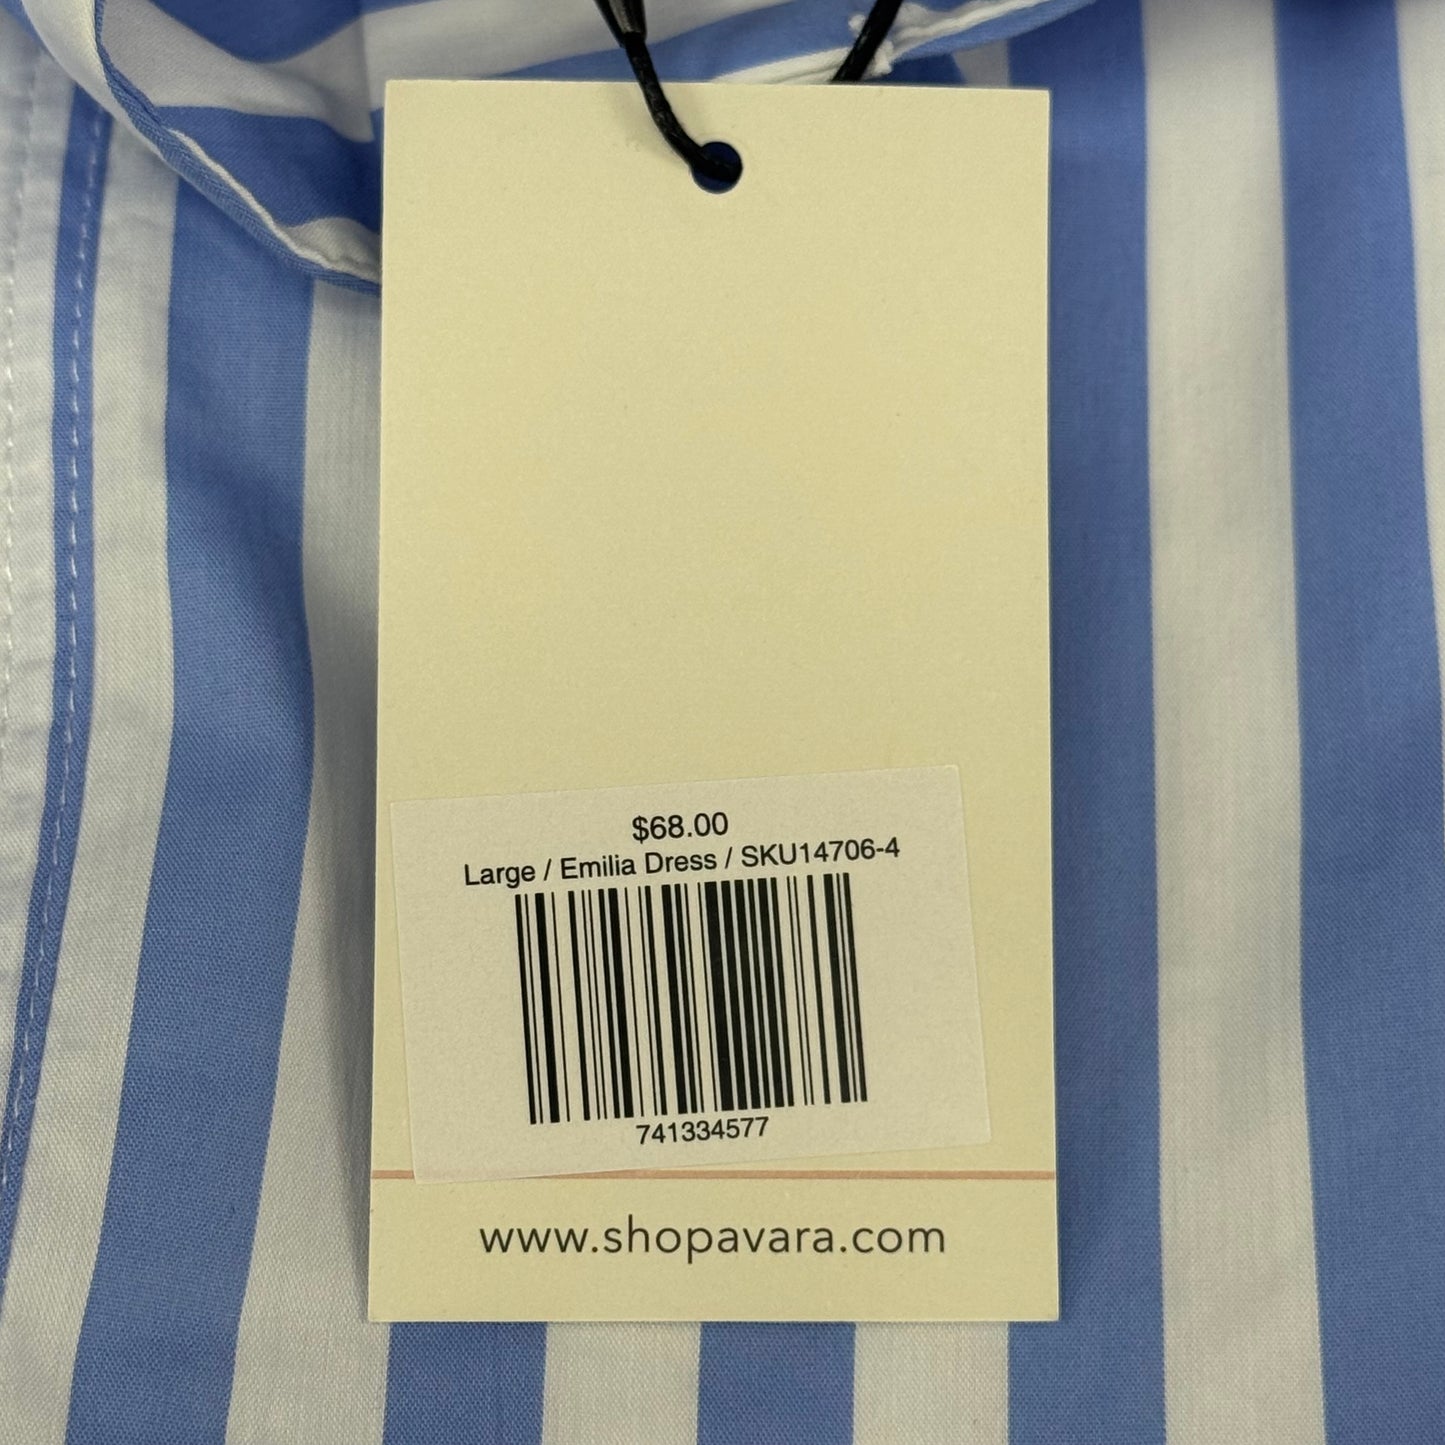 $68.00
Large / Emilia Dress / SKU14706-4
741334577
www.shopavara.com